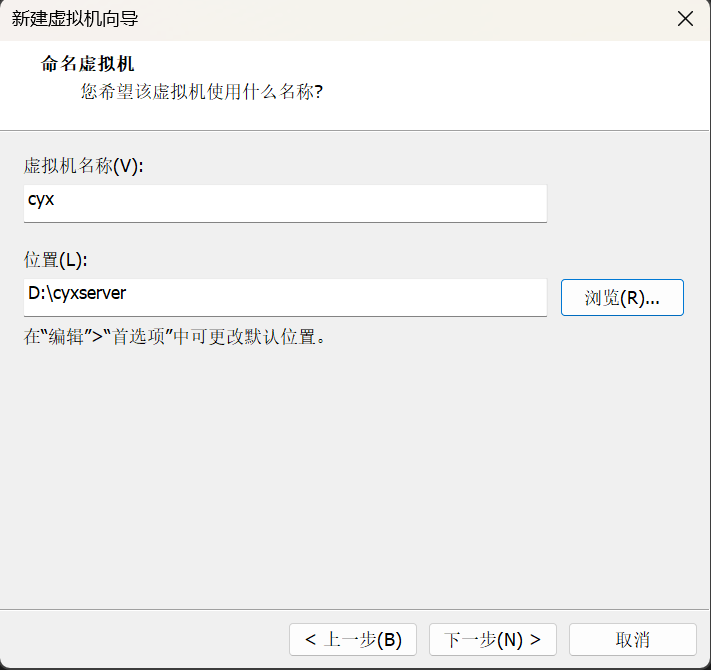 新建虚拟机向导
命名虚拟机
您希望该虚拟机使用什么名称?
虚拟机名称(V):
cyx
位置(L):
D:\cyxserver
浏览(R)...
在“编辑”>“首选项”中可更改默认位置。
< 上一步(B)
下一步(N) >
取消